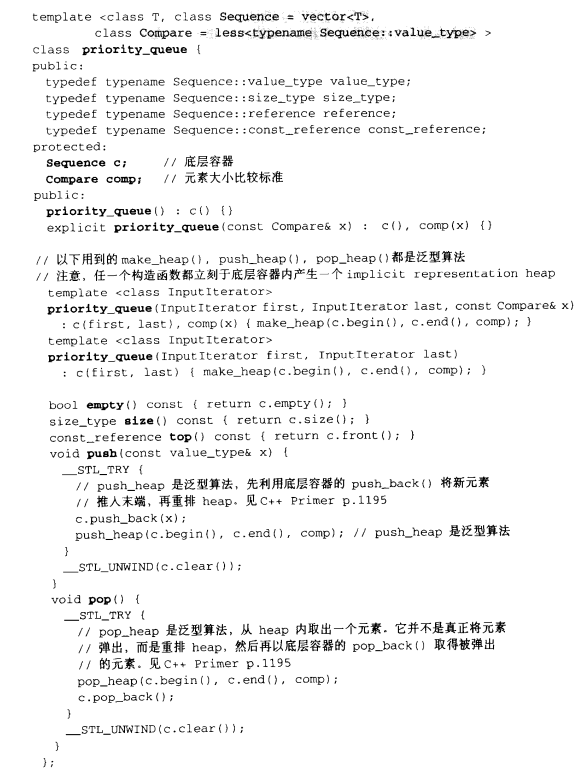 template <class T, class Sequence = vector<T>,
class Compare = less<typename Sequence::value_type> >
class priority_queue {
public:
typedef typename Sequence::value_type value_type;
typedef typename Sequence::size_type size_type;
typedef typename Sequence::reference reference;
typedef typename Sequence::const_reference const_reference;
protected:
Sequence c; // 底层容器
Compare comp; // 元素大小比较标准
public:
priority_queue() : c() {}
explicit priority_queue(const Compare& x) : c(), comp(x) {}
// 以下用到的 make_heap(), push_heap(), pop_heap()都是泛型算法
// 注意, 任一个构造函数都立刻于底层容器内产生一个 implicit representation heap
template <class InputIterator>
priority_queue(InputIterator first, InputIterator last, const Compare& x)
: c(first, last), comp(x) { make_heap(c.begin(), c.end(), comp); }
template <class InputIterator>
priority_queue(InputIterator first, InputIterator last)
: c(first, last) { make_heap(c.begin(), c.end(), comp); }
bool empty() const { return c.empty(); }
size_type size() const { return c.size(); }
const_reference top() const { return c.front(); }
void push(const value_type& x) {
__STL_TRY {
// push_heap 是泛型算法, 先利用底层容器的 push_back() 将新元素
// 推入末端, 再重排 heap。见 C++ Primer p.1195
c.push_back(x);
push_heap(c.begin(), c.end(), comp); // push_heap 是泛型算法
}
__STL_UNWIND(c.clear());
}
void pop() {
__STL_TRY {
// pop_heap 是泛型算法, 从 heap 内取出一个元素。它并不是真正将元素
// 弹出, 而是重排 heap, 然后再以底层容器的 pop_back() 取得被弹出
// 的元素。见 C++ Primer p.1195
pop_heap(c.begin(), c.end(), comp);
c.pop_back();
}
__STL_UNWIND(c.clear());
}
};